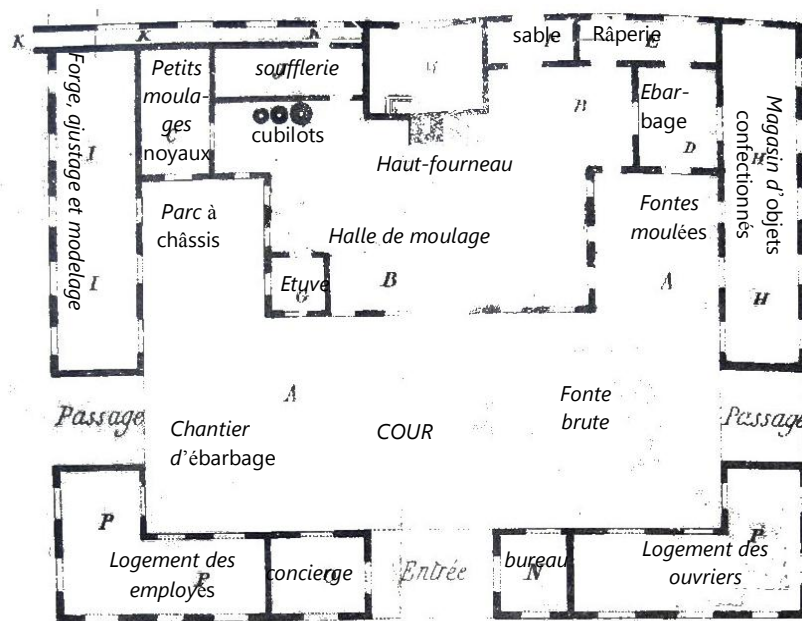 K K K
sable
Râperie
E
Petits
moula-
ges
C
noyaux
soufflerie
cubilots
B
Ebar-
bage
D
Forge, ajustage et modelage
I
I
Magasin d'objets
confectionnés
H
H
Haut-fourneau
Parc à
châssis
Halle de moulage
Fontes
moulées
Etuve
G
B
A
A
Passage
Chantier
d'ébarbage
COUR
Fonte
brute
Passage
P
P
Logement des
employés
P
concierge
Entrée
bureau
N
Logement des
ouvriers